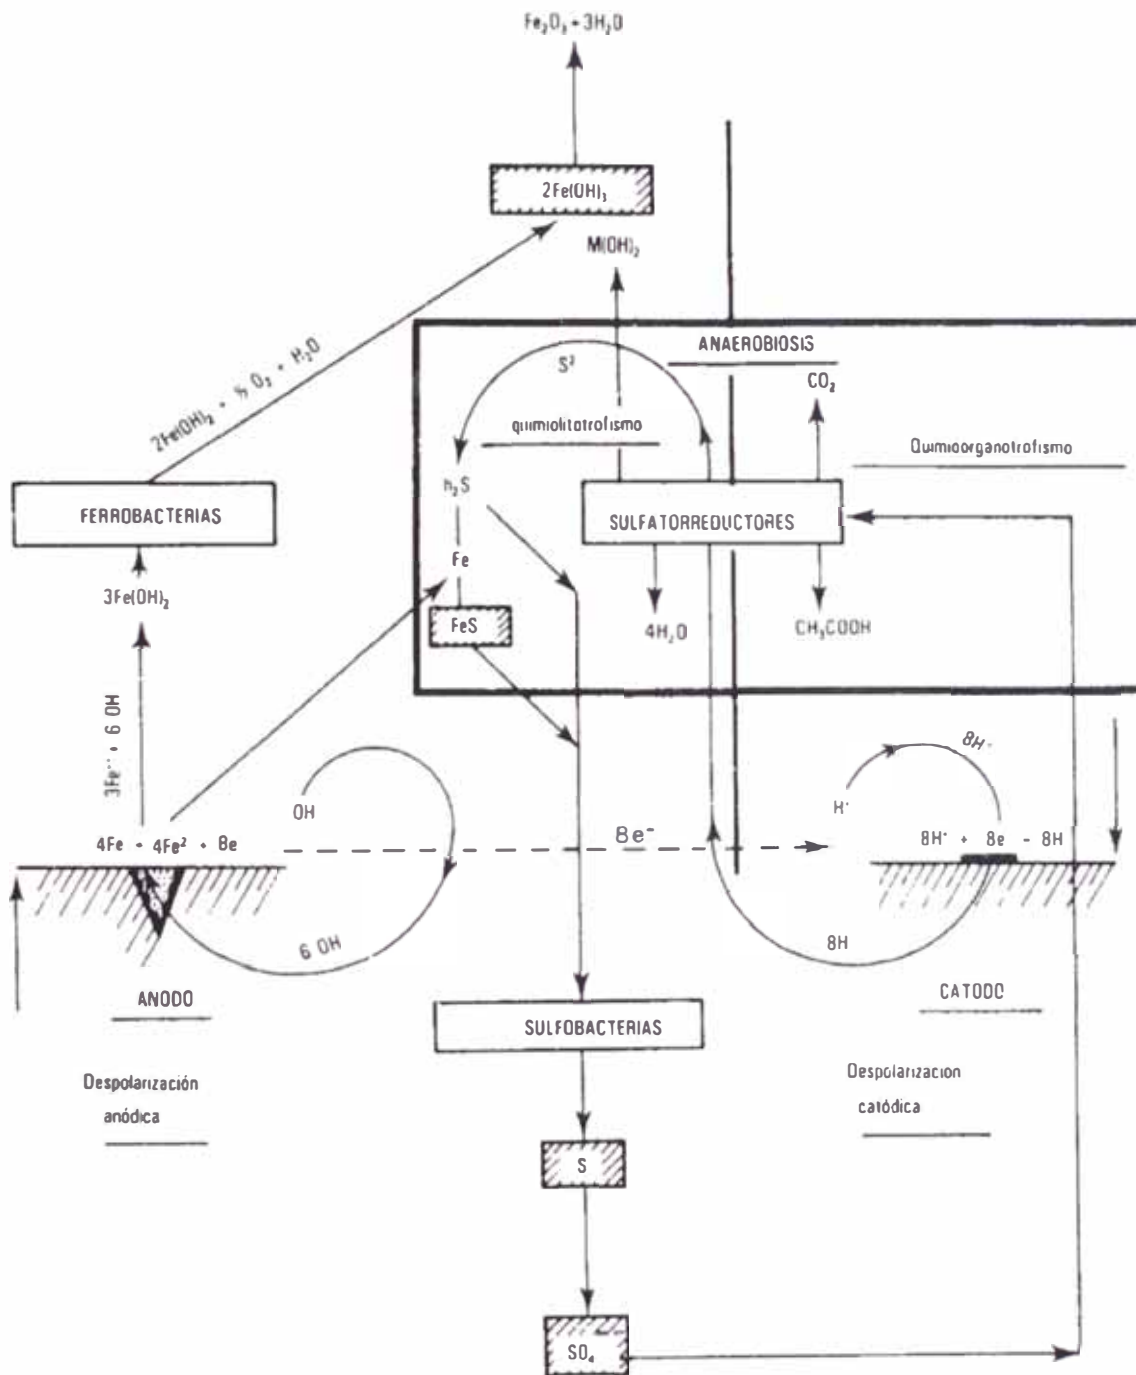 Fe₂O₃ + 3H₂O
2Fe(OH)₃
M(OH)₂
ANAEROBIOSIS
S²
CO₂
2Fe(OH)₂ + ½ O₂ + H₂O
quimiolitotrofismo
Quimioorganotrofismo
h₂S
FERROBACTERIAS
SULFATORREDUCTORES
Fe
3Fe(OH)₂
FeS
4H₂O
CH₃COOH
3Fe⁺⁺ + 6 OH
8H⁺
OH
H⁺
4Fe - 4Fe² + 8e
8e⁻
8H⁺ + 8e - 8H
6 OH
8H
ANODO
CATODO
SULFOBACTERIAS
Despolarización
anódica
Despolarizacion
catódica
S
SO₄